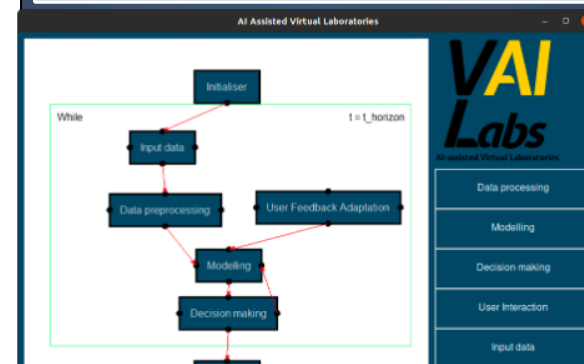 AI Assisted Virtual Laboratories
Initialiser
While
t = t_horizon
Input data
Data preprocessing
User Feedback Adaptation
Modelling
Decision making
VAI
Labs
AI-assisted Virtual Laboratories
Data processing
Modelling
Decision making
User Interaction
Input data